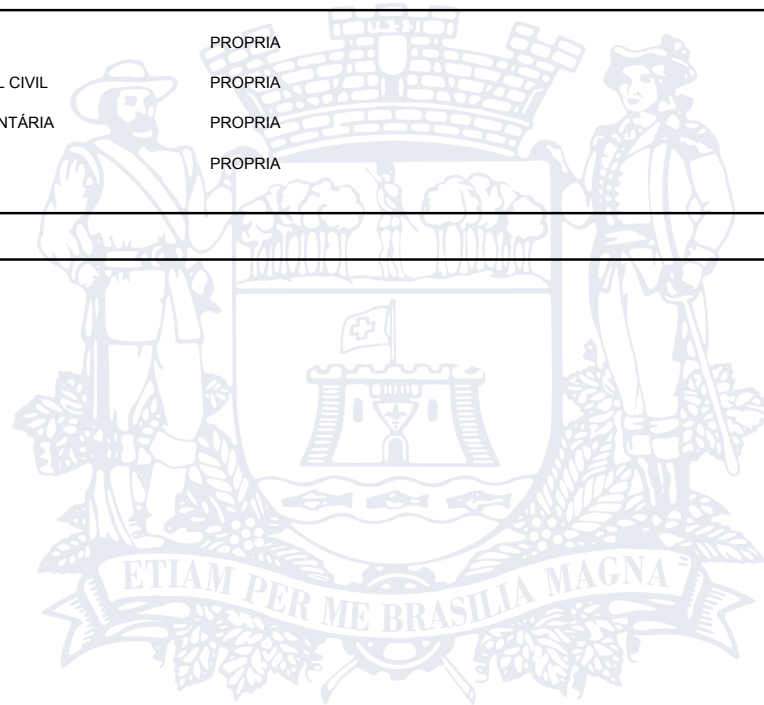 PROPRIA
L CIVIL PROPRIA
NTÁRIA PROPRIA
PROPRIA
ETIAM PER ME BRASILIA MAGNA